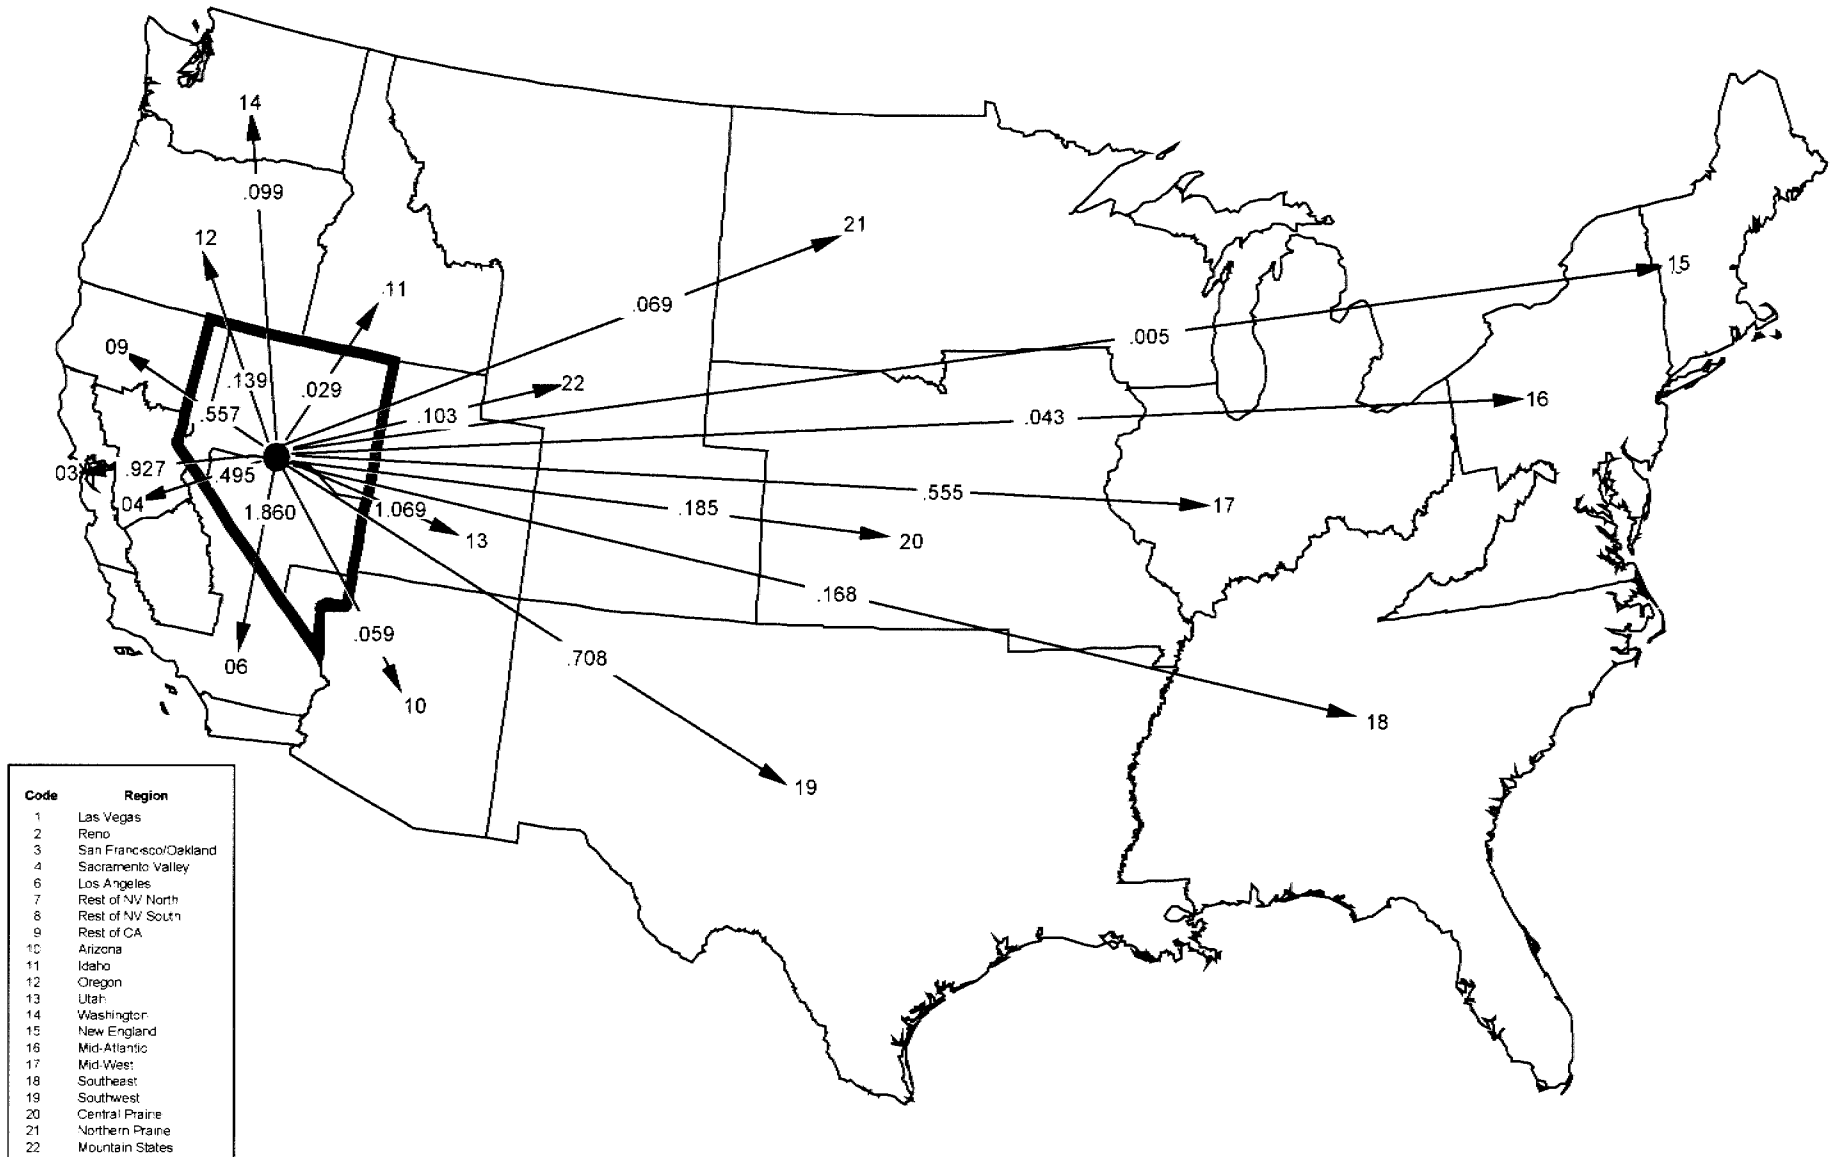 14
.099
21
12
15
.11
.069
.005
09
22
.139
.029
16
.103
.557
.043
03
.927
.495
04
.555
17
1.860
1.069
.185
13
20
.168
.059
.708
06
10
18
19
Code Region
1 Las Vegas
2 Reno
3 San Francisco/Oakland
4 Sacramento Valley
6 Los Angeles
7 Rest of NV North
8 Rest of NV South
9 Rest of CA
10 Arizona
11 Idaho
12 Oregon
13 Utah
14 Washington
15 New England
16 Mid-Atlantic
17 Mid-West
18 Southeast
19 Southwest
20 Central Prairie
21 Northern Prairie
22 Mountain States